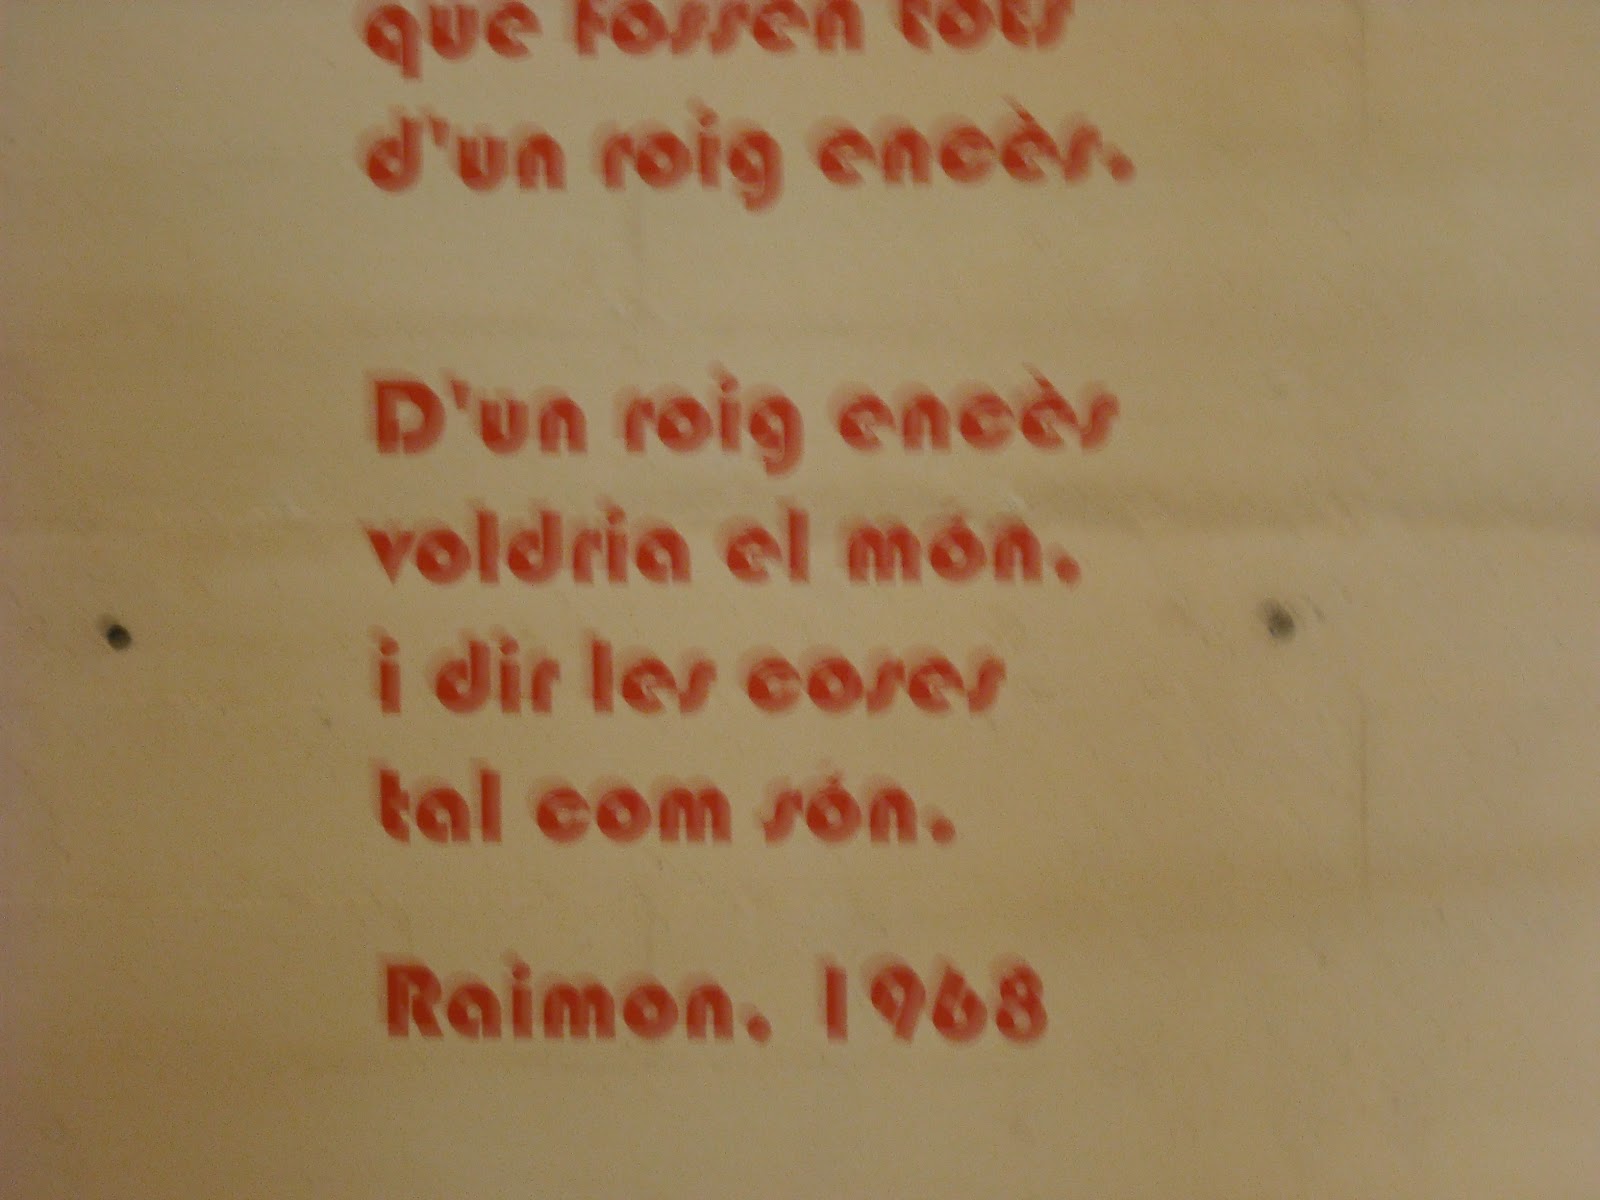 que fossen tots
d'un roig encès.
D'un roig encès
voldria el món.
i dir les coses
tal com són.
Raimon. 1968